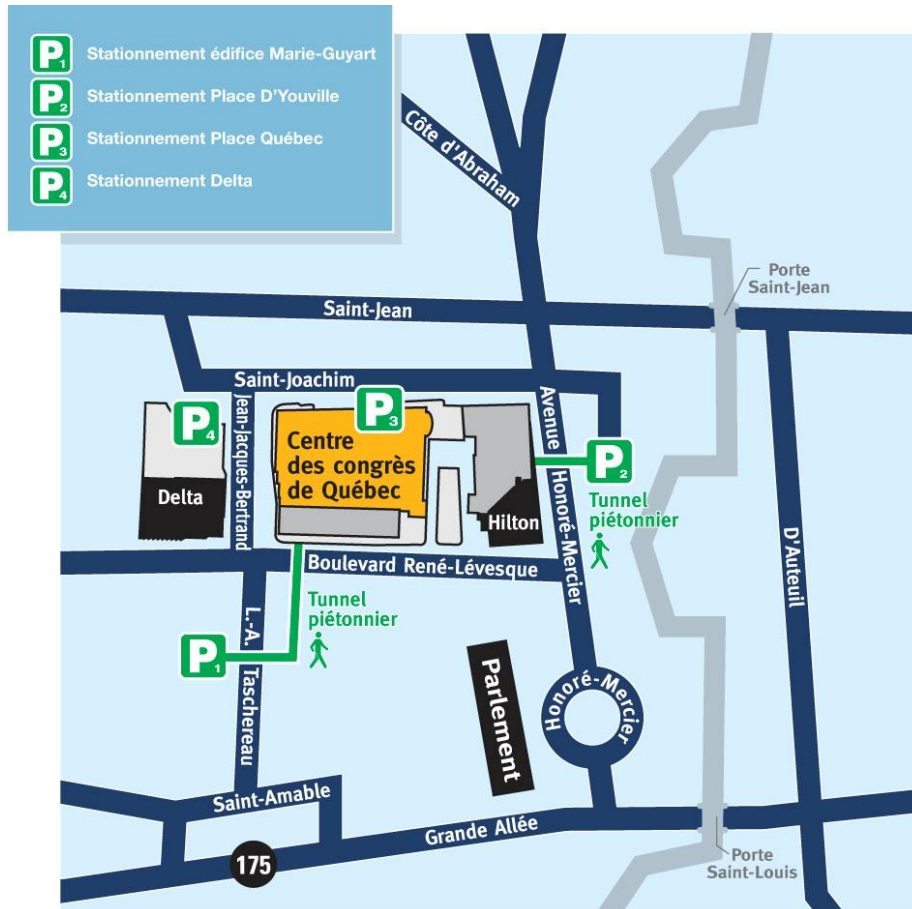 P1 Stationnement édifice Marie-Guyart
P2 Stationnement Place D'Youville
P3 Stationnement Place Québec
P4 Stationnement Delta
Côte d'Abraham
Porte
Saint-Jean
Saint-Jean
Saint-Joachim
Jean-Jacques-Bertrand
P4
P3
Centre
des congrès
de Québec
Delta
Hilton
Avenue Honoré-Mercier
P2
Tunnel
piétonnier
D'Auteuil
Boulevard René-Lévesque
Tunnel
piétonnier
P1
L.-A. Taschereau
Parlement
Honoré-Mercier
Saint-Amable
Grande Allée
175
Porte
Saint-Louis